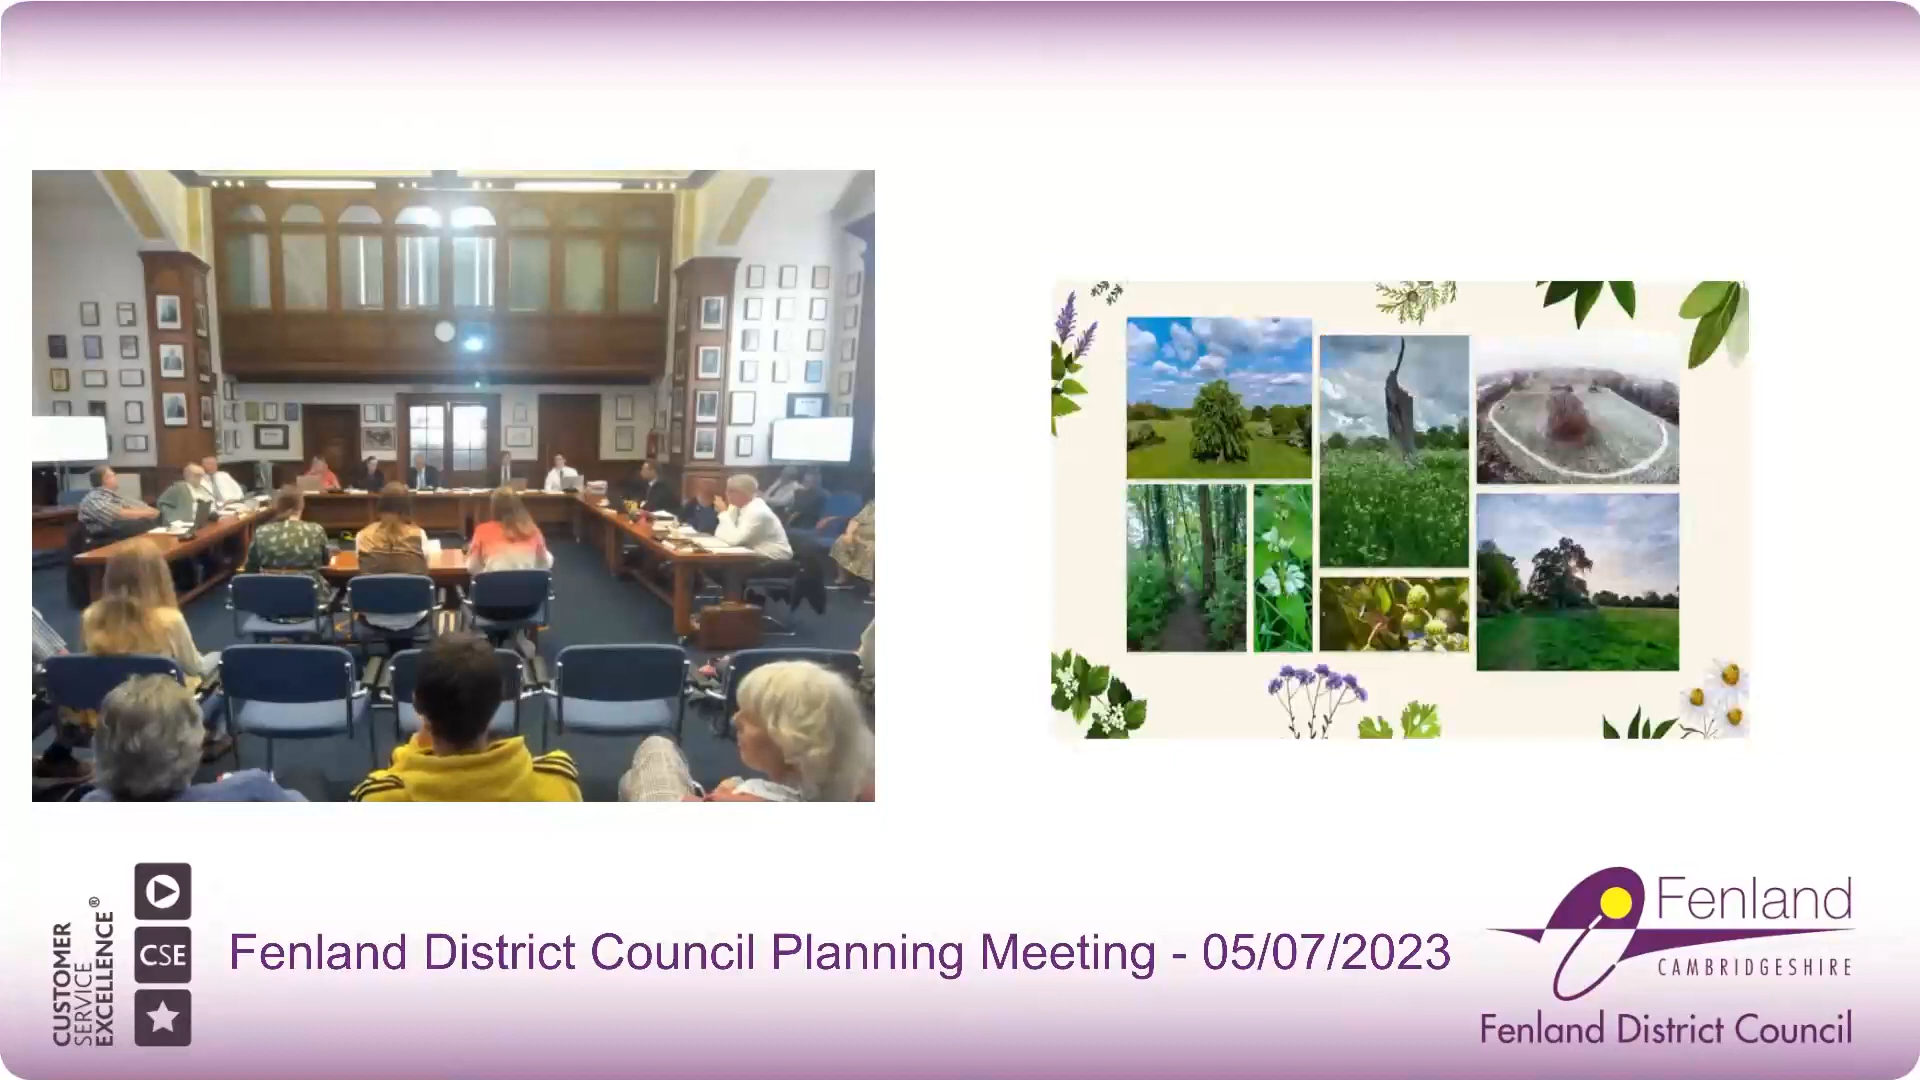 CUSTOMER
SERVICE
EXCELLENCE®
CSE
Fenland District Council Planning Meeting - 05/07/2023
Fenland
CAMBRIDGESHIRE
Fenland District Council